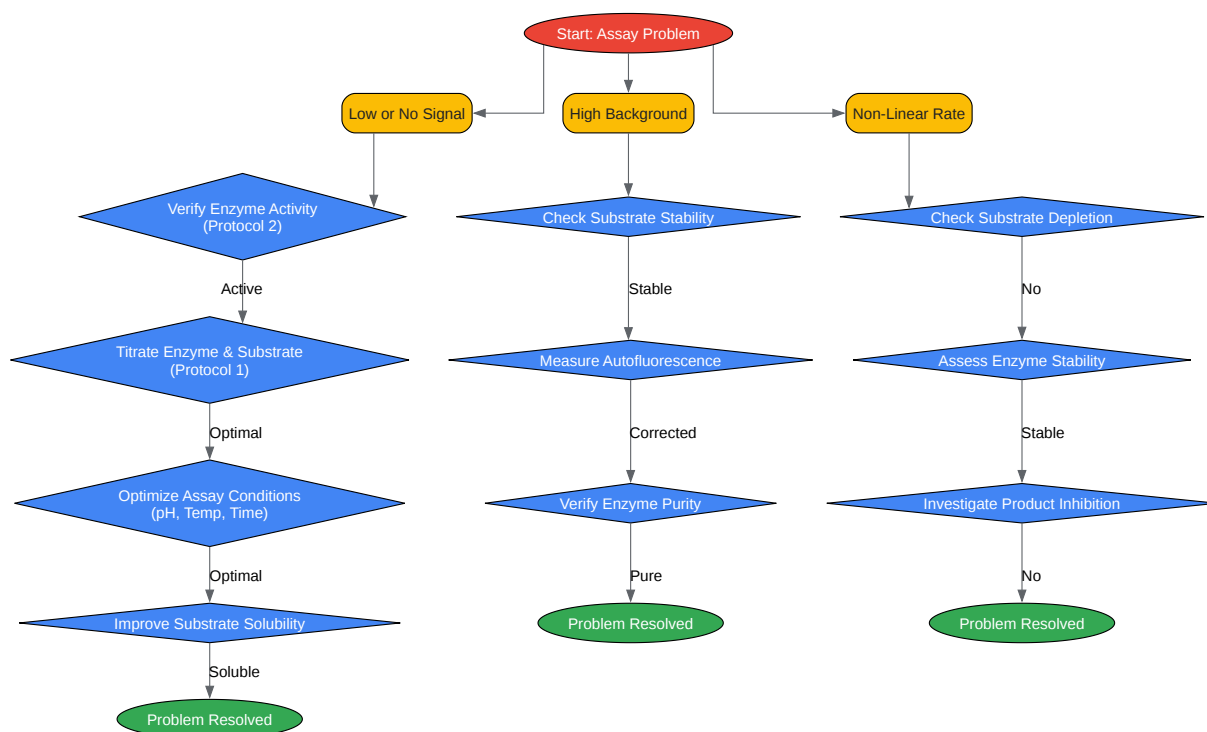 Start: Assay Problem
Low or No Signal
High Background
Non-Linear Rate
Verify Enzyme Activity
(Protocol 2)
Check Substrate Stability
Check Substrate Depletion
Active
Stable
No
Titrate Enzyme & Substrate
(Protocol 1)
Measure Autofluorescence
Assess Enzyme Stability
Optimal
Corrected
Stable
Optimize Assay Conditions
(pH, Temp, Time)
Verify Enzyme Purity
Investigate Product Inhibition
Optimal
Pure
No
Improve Substrate Solubility
Problem Resolved
Problem Resolved
Soluble
Problem Resolved